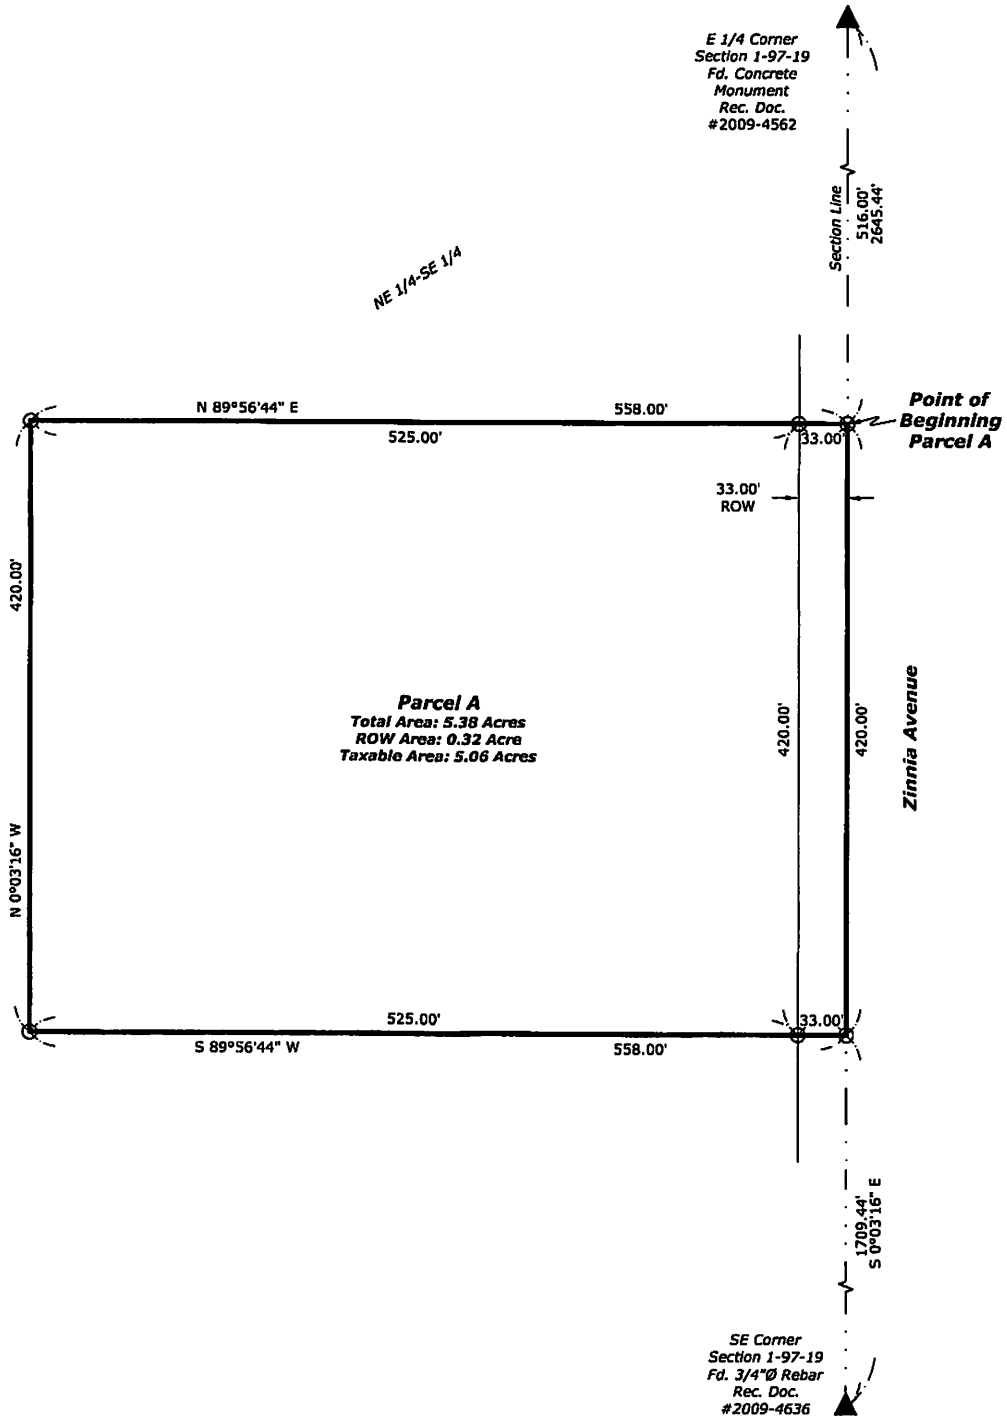 E 1/4 Corner
Section 1-97-19
Fd. Concrete
Monument
Rec. Doc.
#2009-4562
Section Line
516.00'
2645.44'
NE 1/4-SE 1/4
N 89°56'44" E
558.00'
525.00'
33.00'
Point of
Beginning
Parcel A
33.00'
ROW
420.00'
N 0°03'16" W
Parcel A
Total Area: 5.38 Acres
ROW Area: 0.32 Acre
Taxable Area: 5.06 Acres
420.00'
420.00'
Zinnia Avenue
525.00'
33.00'
S 89°56'44" W
558.00'
1709.44'
S 0°03'16" E
SE Corner
Section 1-97-19
Fd. 3/4"Ø Rebar
Rec. Doc.
#2009-4636